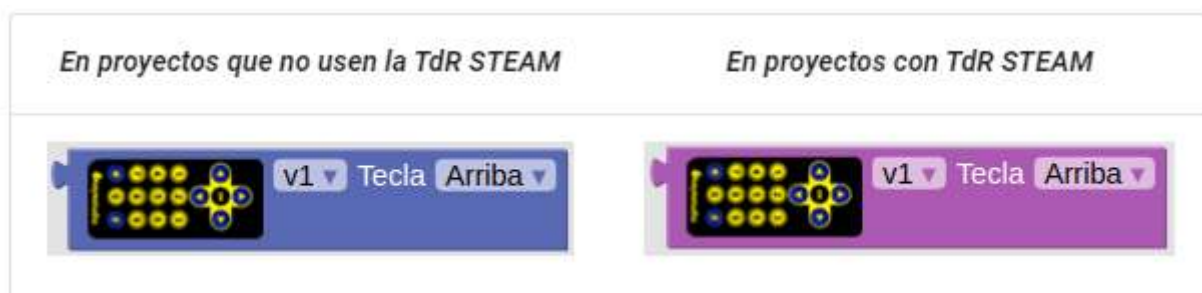 En proyectos que no usen la TdR STEAM
En proyectos con TdR STEAM
v1 Tecla Arriba
v1 Tecla Arriba